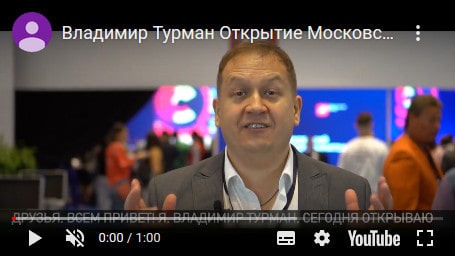 Владимир Турман Открытие Московс...
ДРУЗЬЯ. ВСЕМ ПРИВЕТ! Я. ВЛАДИМИР ТУРМАН. СЕГОДНЯ ОТКРЫВАЮ
0:00 / 1:00
YouTube